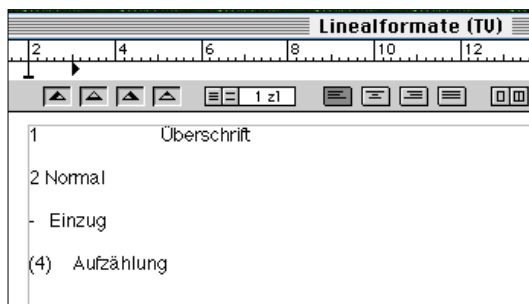 Linealformate (TV)
2 4 6 8 10 12
1 zl
1 Überschrift
2 Normal
- Einzug
(4) Aufzählung